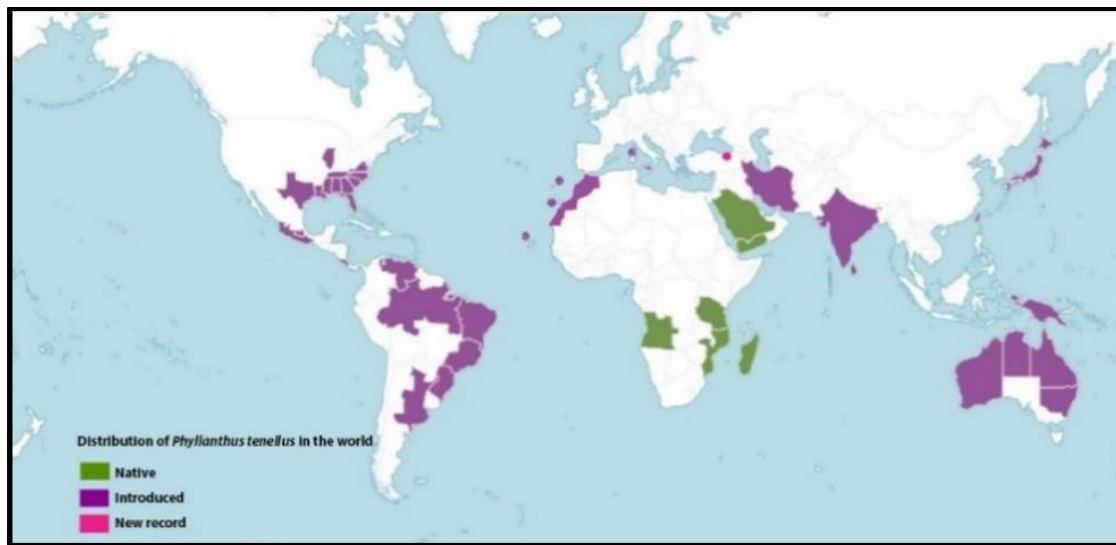 Distribution of Phyllanthus tenellus in the world
Native
Introduced
New record